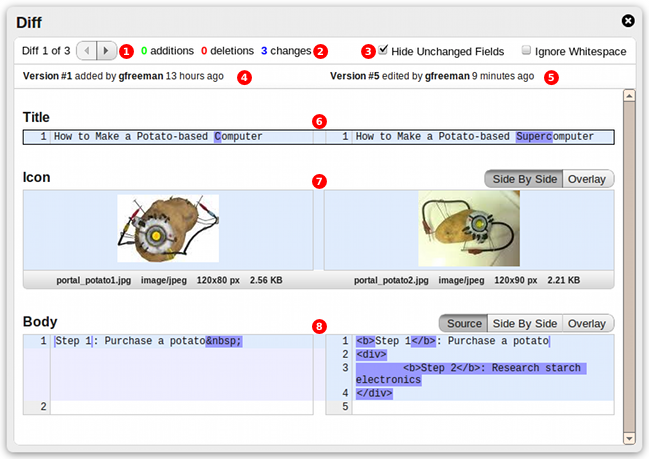 Diff
Diff 1 of 3 1 0 additions 0 deletions 3 changes 2 3 Hide Unchanged Fields Ignore Whitespace
Version #1 added by gfreeman 13 hours ago 4 Version #5 edited by gfreeman 9 minutes ago 5
Title 6
1 How to Make a Potato-based Computer 1 How to Make a Potato-based Supercomputer
Icon 7 Side By Side Overlay
portal_potato1.jpg image/jpeg 120x80 px 2.56 KB portal_potato2.jpg image/jpeg 120x90 px 2.21 KB
Body 8 Source Side By Side Overlay
1 Step 1: Purchase a potato&nbsp; 1 <b>Step 1</b>: Purchase a potato
2 <div>
3 <b>Step 2</b>: Research starch
electronics
4 </div>
2 5